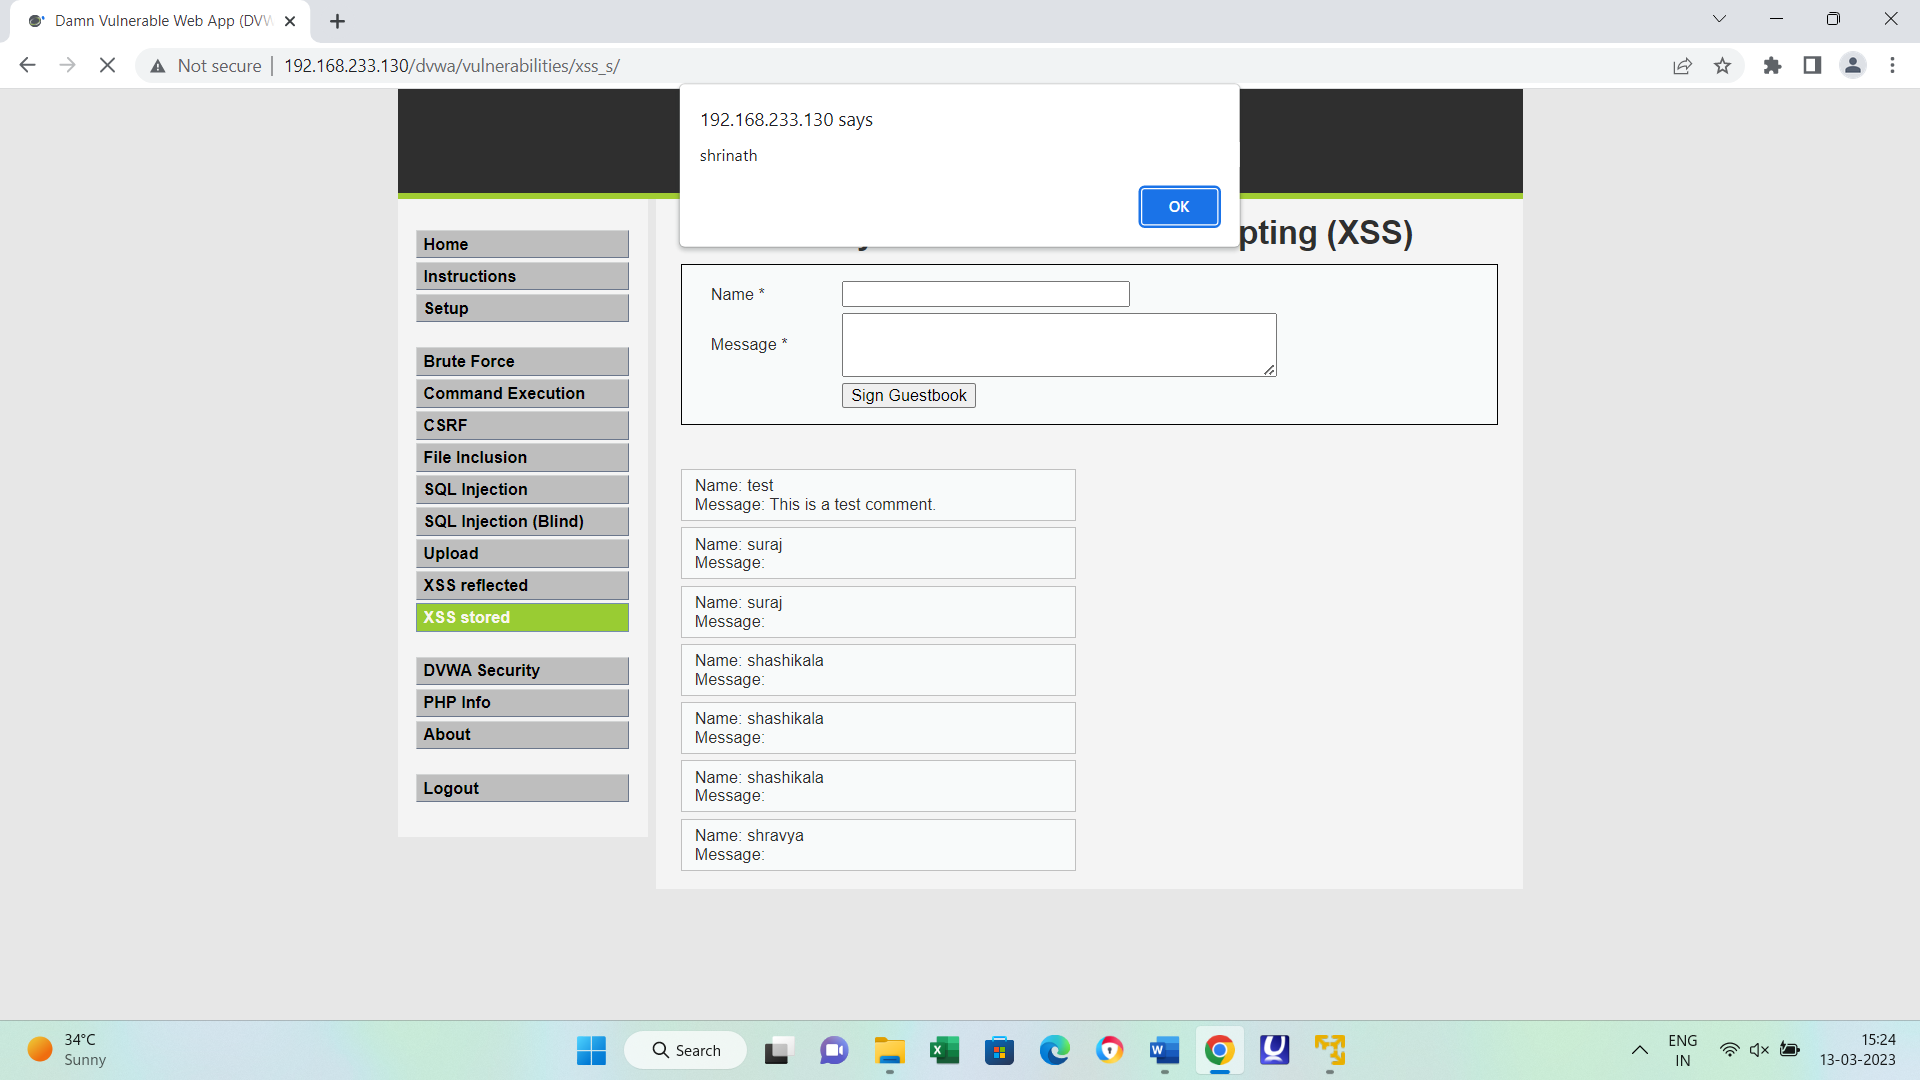 Damn Vulnerable Web App (DVW
Not secure
192.168.233.130/dvwa/vulnerabilities/xss_s/
192.168.233.130 says
shrinath
OK
pting (XSS)
Home
Instructions
Setup
Brute Force
Command Execution
CSRF
File Inclusion
SQL Injection
SQL Injection (Blind)
Upload
XSS reflected
XSS stored
DVWA Security
PHP Info
About
Logout
Name *
Message *
Sign Guestbook
Name: test
Message: This is a test comment.
Name: suraj
Message:
Name: suraj
Message:
Name: shashikala
Message:
Name: shashikala
Message:
Name: shashikala
Message:
Name: shravya
Message:
34°C
Sunny
Search
ENG
IN
15:24
13-03-2023